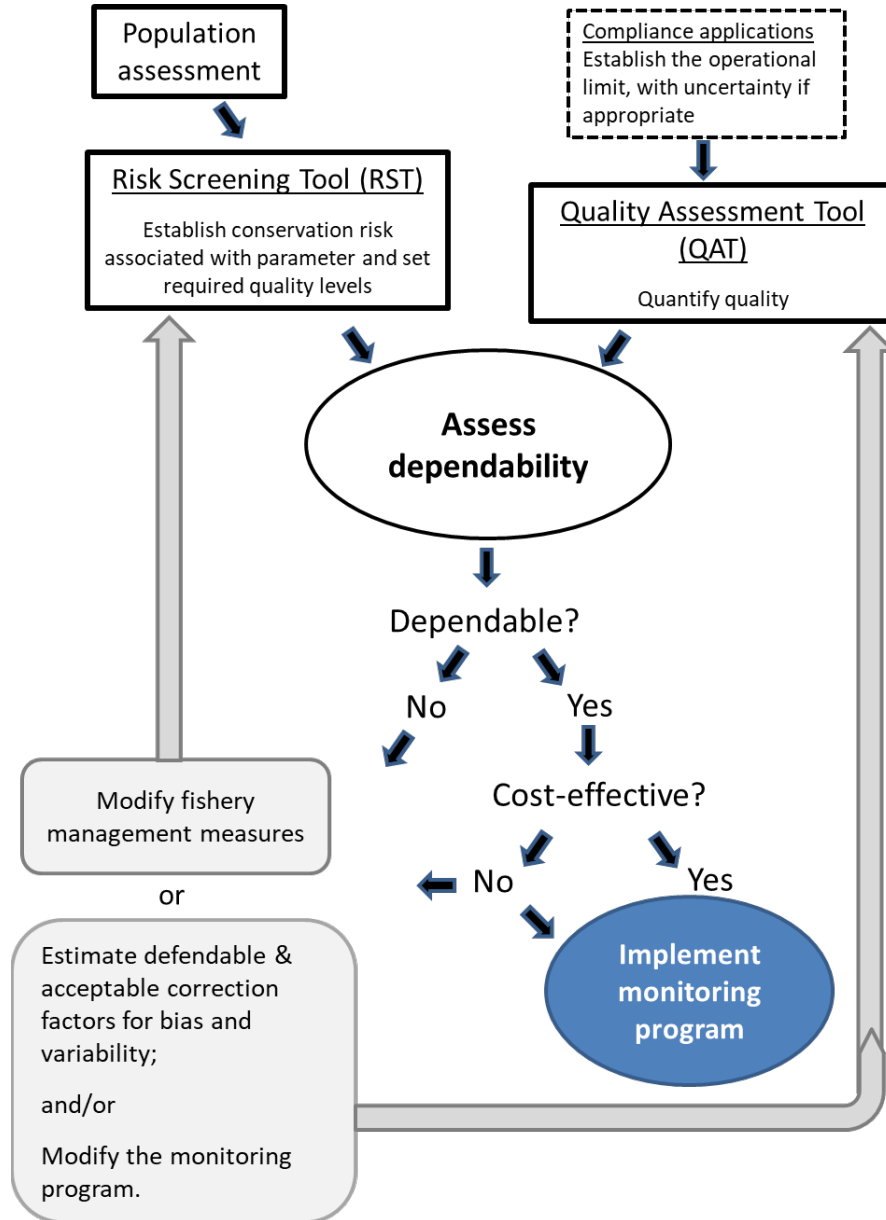 Population
assessment
Compliance applications
Establish the operational
limit, with uncertainty if
appropriate
Risk Screening Tool (RST)
Establish conservation risk
associated with parameter and set
required quality levels
Quality Assessment Tool
(QAT)
Quantify quality
Assess
dependability
Dependable?
No
Yes
Cost-effective?
No
Yes
Modify fishery
management measures
or
Estimate defendable &
acceptable correction
factors for bias and
variability;
and/or
Modify the monitoring
program.
Implement
monitoring
program